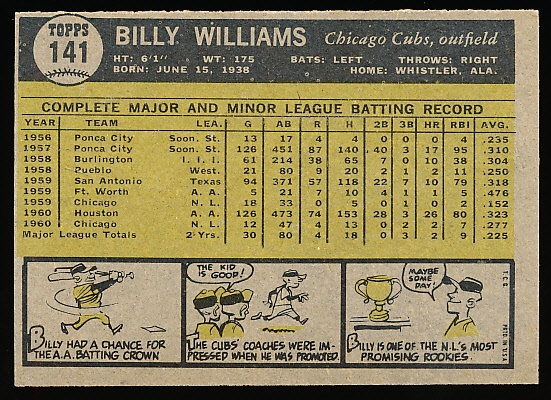 TOPPS
141
BILLY WILLIAMS Chicago Cubs, outfield
HT: 6'1" WT: 175 BATS: LEFT THROWS: RIGHT
BORN: JUNE 15, 1938 HOME: WHISTLER, ALA.
COMPLETE MAJOR AND MINOR LEAGUE BATTING RECORD
YEAR TEAM LEA. G AB R H 2B 3B HR RBI AVG.
1956 Ponca City Soon. St. 13 17 4 4 0 0 0 4 .235
1957 Ponca City Soon. St. 126 451 87 140 40 3 17 95 .310
1958 Burlington I. I. I. 61 214 38 65 7 0 10 38 .304
1958 Pueblo West. 21 80 9 20 2 1 2 11 .250
1959 San Antonio Texas 94 371 57 118 22 7 10 79 .318
1959 Ft. Worth A. A. 5 21 7 10 4 1 1 4 .476
1959 Chicago N. L. 18 33 0 5 0 1 0 2 .152
1960 Houston A. A. 126 473 74 153 28 3 26 80 .323
1960 Chicago N. L. 12 47 4 13 0 2 2 7 .277
Major League Totals 2-Yrs. 30 80 4 18 0 3 2 9 .225
BILLY HAD A CHANCE FOR
THE A.A. BATTING CROWN
THE KID
IS GOOD!
THE CUBS' COACHES WERE IM-
PRESSED WHEN HE WAS PROMOTED.
MAYBE
SOME
DAY!
BILLY IS ONE OF THE N.L.'S MOST
PROMISING ROOKIES.
T.C.G.
PRTD. IN U.S.A.